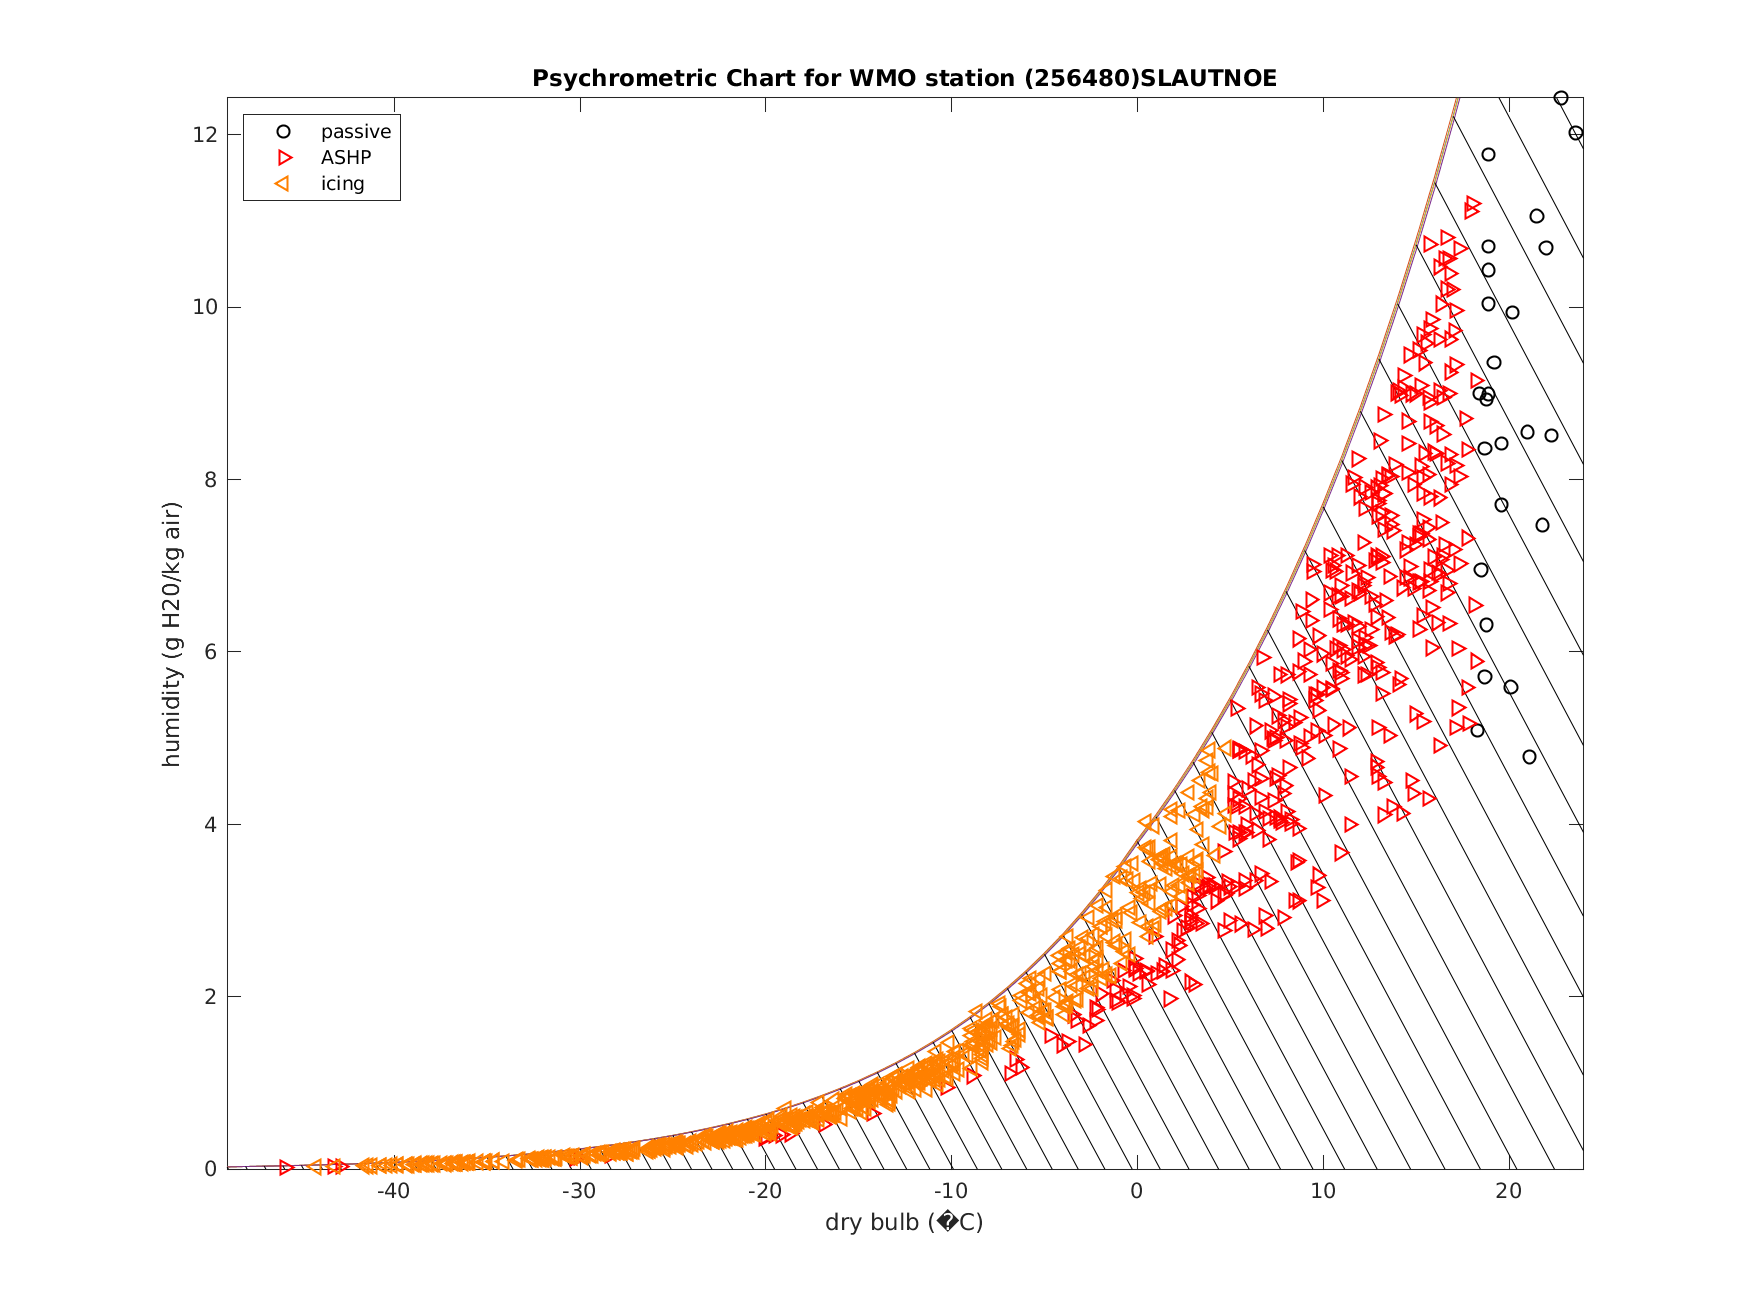 Psychrometric Chart for WMO station (256480)SLAUTNOE
passive
ASHP
icing
12
10
8
6
4
2
0
humidity (g H20/kg air)
-40 -30 -20 -10 0 10 20
dry bulb (�C)